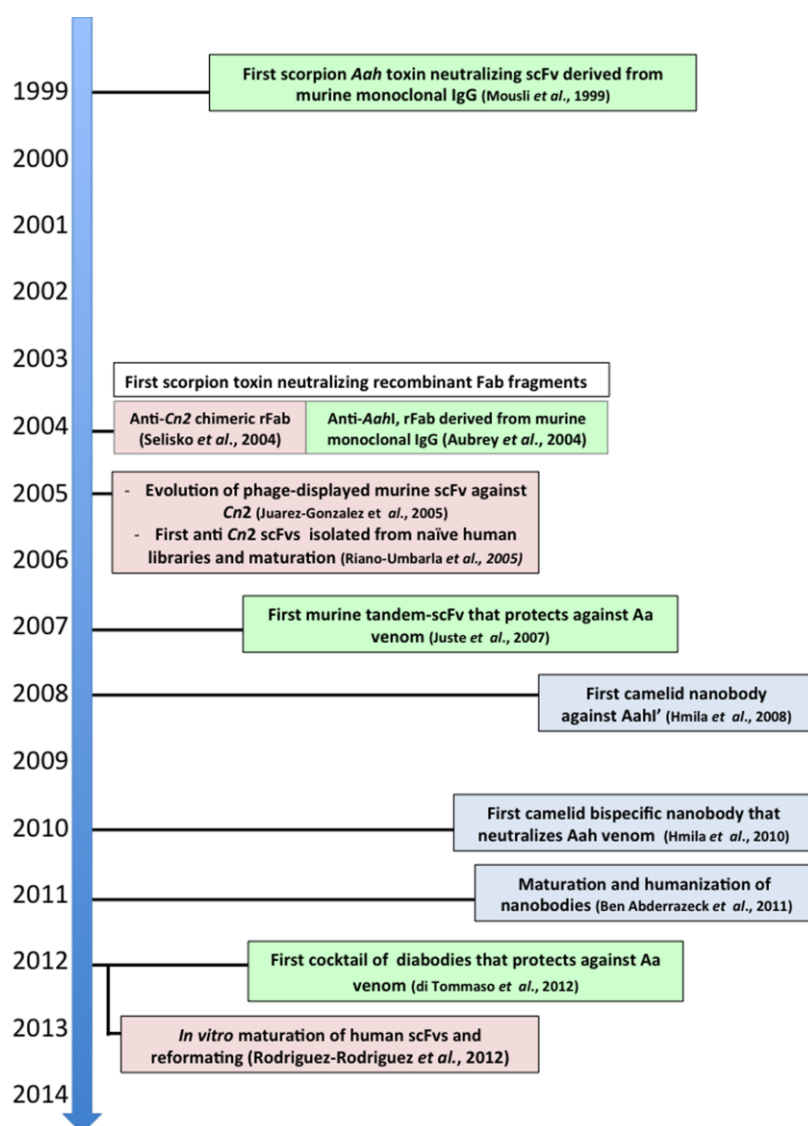 1999
First scorpion Aah toxin neutralizing scFv derived from
murine monoclonal IgG (Mousli et al., 1999)
2000
2001
2002
2003
First scorpion toxin neutralizing recombinant Fab fragments
2004
Anti-Cn2 chimeric rFab
(Selisko et al., 2004)
Anti-AahI, rFab derived from murine
monoclonal IgG (Aubrey et al., 2004)
2005
- Evolution of phage-displayed murine scFv against
Cn2 (Juarez-Gonzalez et al., 2005)
- First anti Cn2 scFvs isolated from naïve human
libraries and maturation (Riano-Umbarla et al., 2005)
2006
2007
First murine tandem-scFv that protects against Aa
venom (Juste et al., 2007)
2008
First camelid nanobody
against AahI’ (Hmila et al., 2008)
2009
2010
First camelid bispecific nanobody that
neutralizes Aah venom (Hmila et al., 2010)
2011
Maturation and humanization of
nanobodies (Ben Abderrazeck et al., 2011)
2012
First cocktail of diabodies that protects against Aa
venom (di Tommaso et al., 2012)
2013
In vitro maturation of human scFvs and
reformating (Rodriguez-Rodriguez et al., 2012)
2014